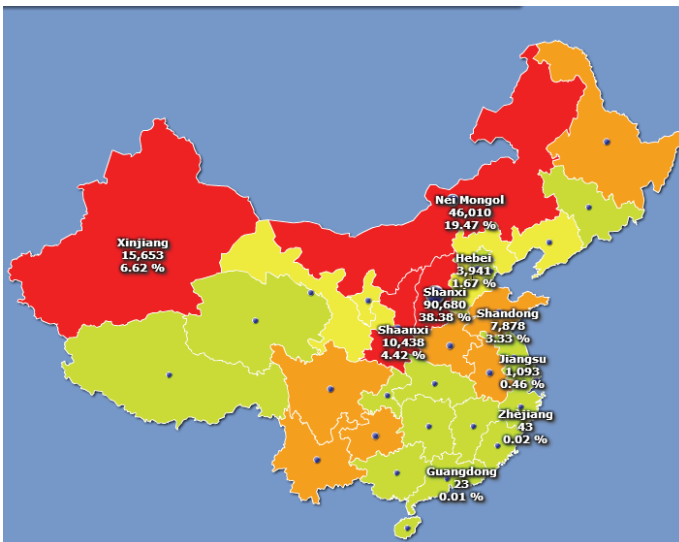 Nei Mongol
46,010
19.47 %
Xinjiang
15,653
6.62 %
Hebei
3,941
1.67 %
Shanxi
90,680
38.38 %
Shandong
7,878
3.33 %
Shaanxi
10,438
4.42 %
Jiangsu
1,093
0.46 %
Zhejiang
43
0.02 %
Guangdong
23
0.01 %